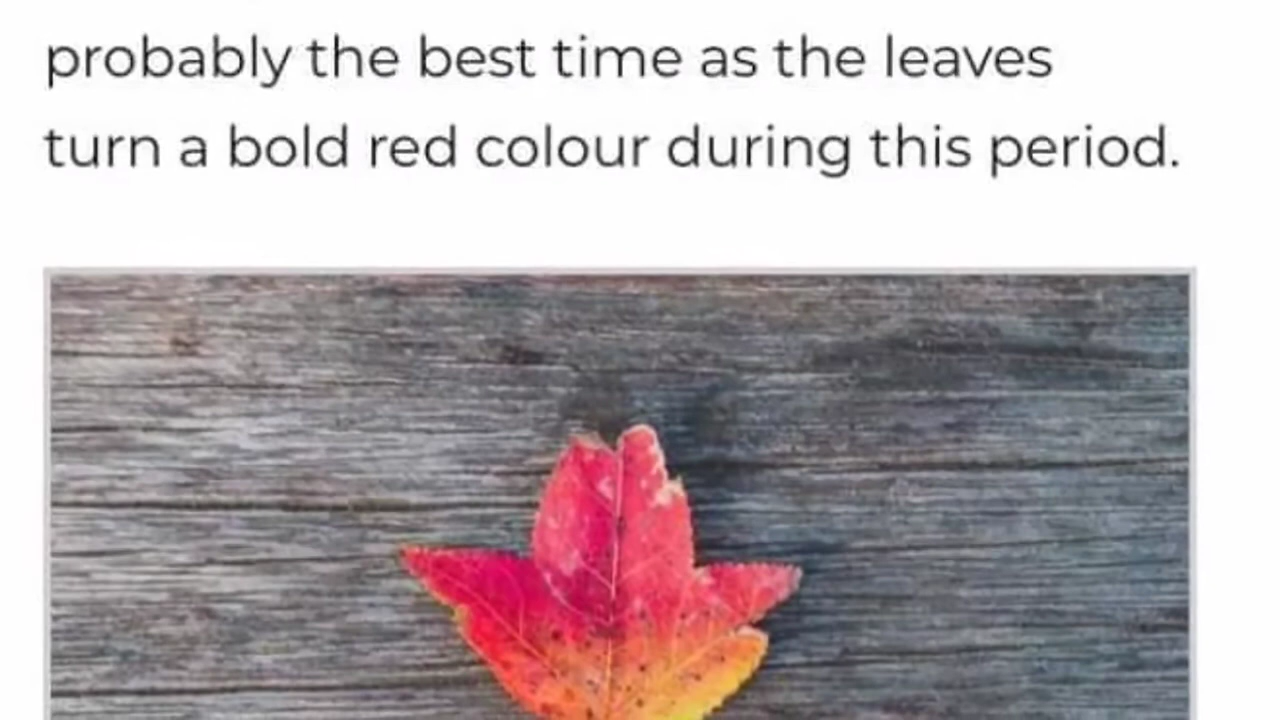 probably the best time as the leaves
turn a bold red colour during this period.